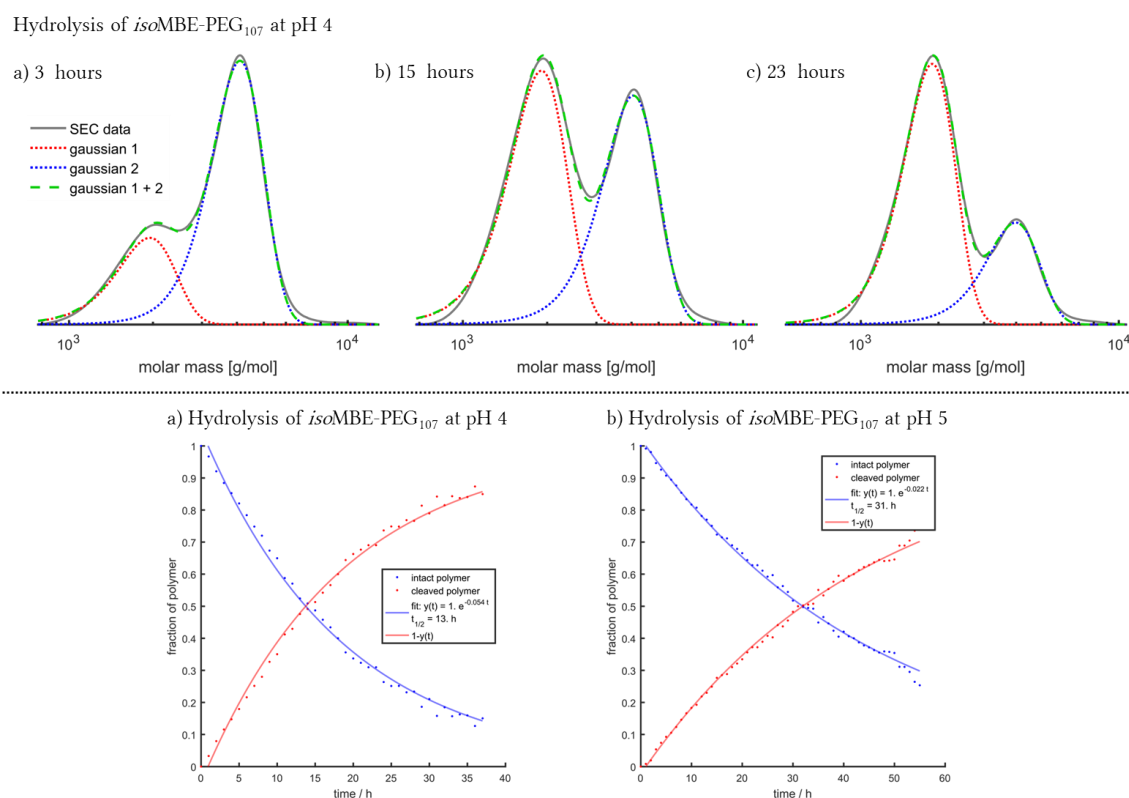 Hydrolysis of isoMBE-PEG₁₀₇ at pH 4
a) 3 hours
b) 15 hours
c) 23 hours
SEC data
gaussian 1
gaussian 2
gaussian 1 + 2
10³
10⁴
10³
10⁴
10³
10⁴
molar mass [g/mol]
molar mass [g/mol]
molar mass [g/mol]
a) Hydrolysis of isoMBE-PEG₁₀₇ at pH 4
1
0.9
0.8
0.7
0.6
0.5
0.4
0.3
0.2
0.1
0
fraction of polymer
intact polymer
cleaved polymer
fit: y(t) = 1. e^-0.054 t
t₁/₂ = 13. h
1-y(t)
0 5 10 15 20 25 30 35 40
time / h
b) Hydrolysis of isoMBE-PEG₁₀₇ at pH 5
1
0.9
0.8
0.7
0.6
0.5
0.4
0.3
0.2
0.1
0
fraction of polymer
intact polymer
cleaved polymer
fit: y(t) = 1. e^-0.022 t
t₁/₂ = 31. h
1-y(t)
0 10 20 30 40 50 60
time / h